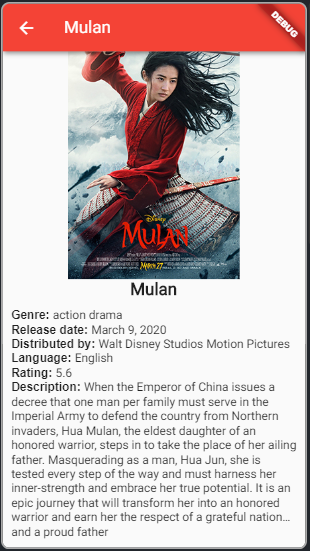 Mulan
DEBUG
Disney
MULAN
MARCH 27
Mulan
Genre: action drama
Release date: March 9, 2020
Distributed by: Walt Disney Studios Motion Pictures
Language: English
Rating: 5.6
Description: When the Emperor of China issues a
decree that one man per family must serve in the
Imperial Army to defend the country from Northern
invaders, Hua Mulan, the eldest daughter of an
honored warrior, steps in to take the place of her ailing
father. Masquerading as a man, Hua Jun, she is
tested every step of the way and must harness her
inner-strength and embrace her true potential. It is an
epic journey that will transform her into an honored
warrior and earn her the respect of a grateful nation…
and a proud father